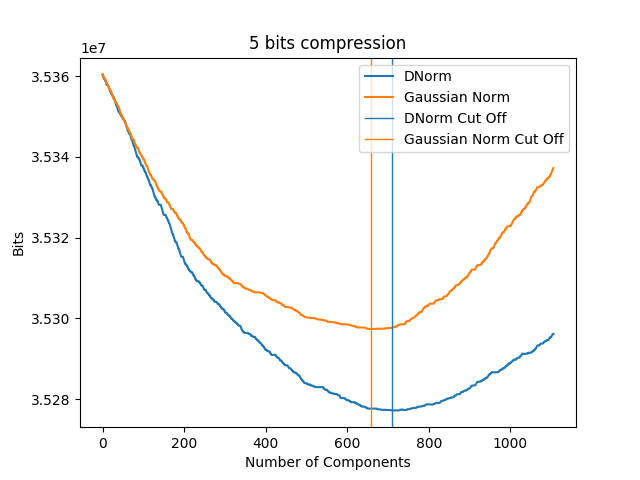 5 bits compression
1e7
3.536
3.534
3.532
3.530
3.528
Bits
DNorm
Gaussian Norm
DNorm Cut Off
Gaussian Norm Cut Off
0 200 400 600 800 1000
Number of Components